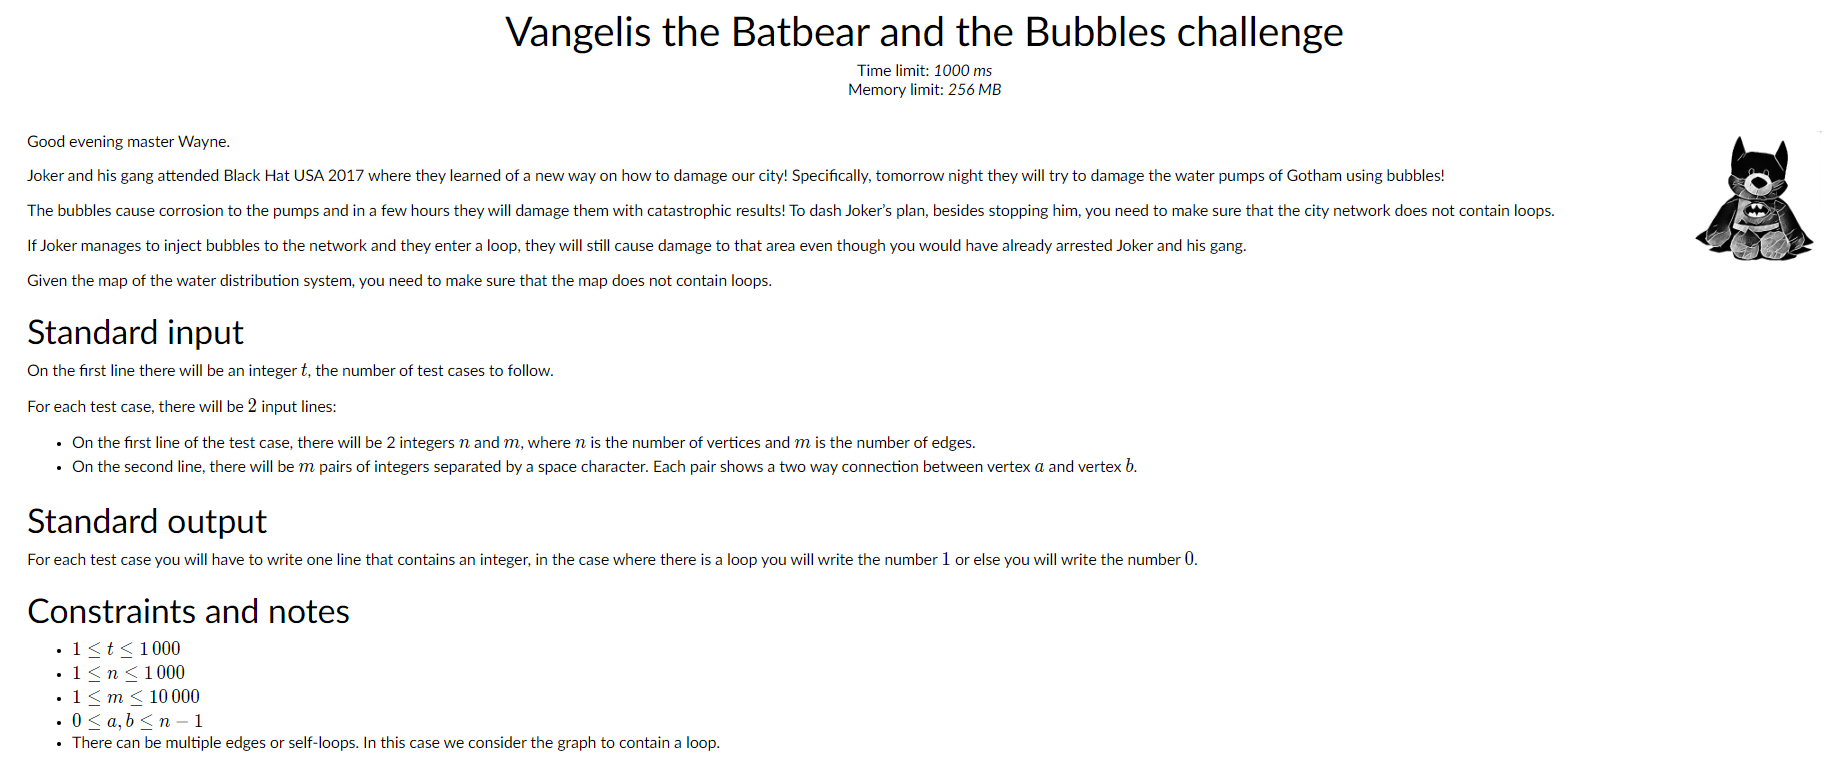 Vangelis the Batbear and the Bubbles challenge
Time limit: 1000 ms
Memory limit: 256 MB
Good evening master Wayne.
Joker and his gang attended Black Hat USA 2017 where they learned of a new way on how to damage our city! Specifically, tomorrow night they will try to damage the water pumps of Gotham using bubbles!
The bubbles cause corrosion to the pumps and in a few hours they will damage them with catastrophic results! To dash Joker's plan, besides stopping him, you need to make sure that the city network does not contain loops.
If Joker manages to inject bubbles to the network and they enter a loop, they will still cause damage to that area even though you would have already arrested Joker and his gang.
Given the map of the water distribution system, you need to make sure that the map does not contain loops.
Standard input
On the first line there will be an integer t, the number of test cases to follow.
For each test case, there will be 2 input lines:
• On the first line of the test case, there will be 2 integers n and m, where n is the number of vertices and m is the number of edges.
• On the second line, there will be m pairs of integers separated by a space character. Each pair shows a two way connection between vertex a and vertex b.
Standard output
For each test case you will have to write one line that contains an integer, in the case where there is a loop you will write the number 1 or else you will write the number 0.
Constraints and notes
• 1 ≤ t ≤ 1 000
• 1 ≤ n ≤ 1 000
• 1 ≤ m ≤ 10 000
• 0 ≤ a, b ≤ n − 1
• There can be multiple edges or self-loops. In this case we consider the graph to contain a loop.